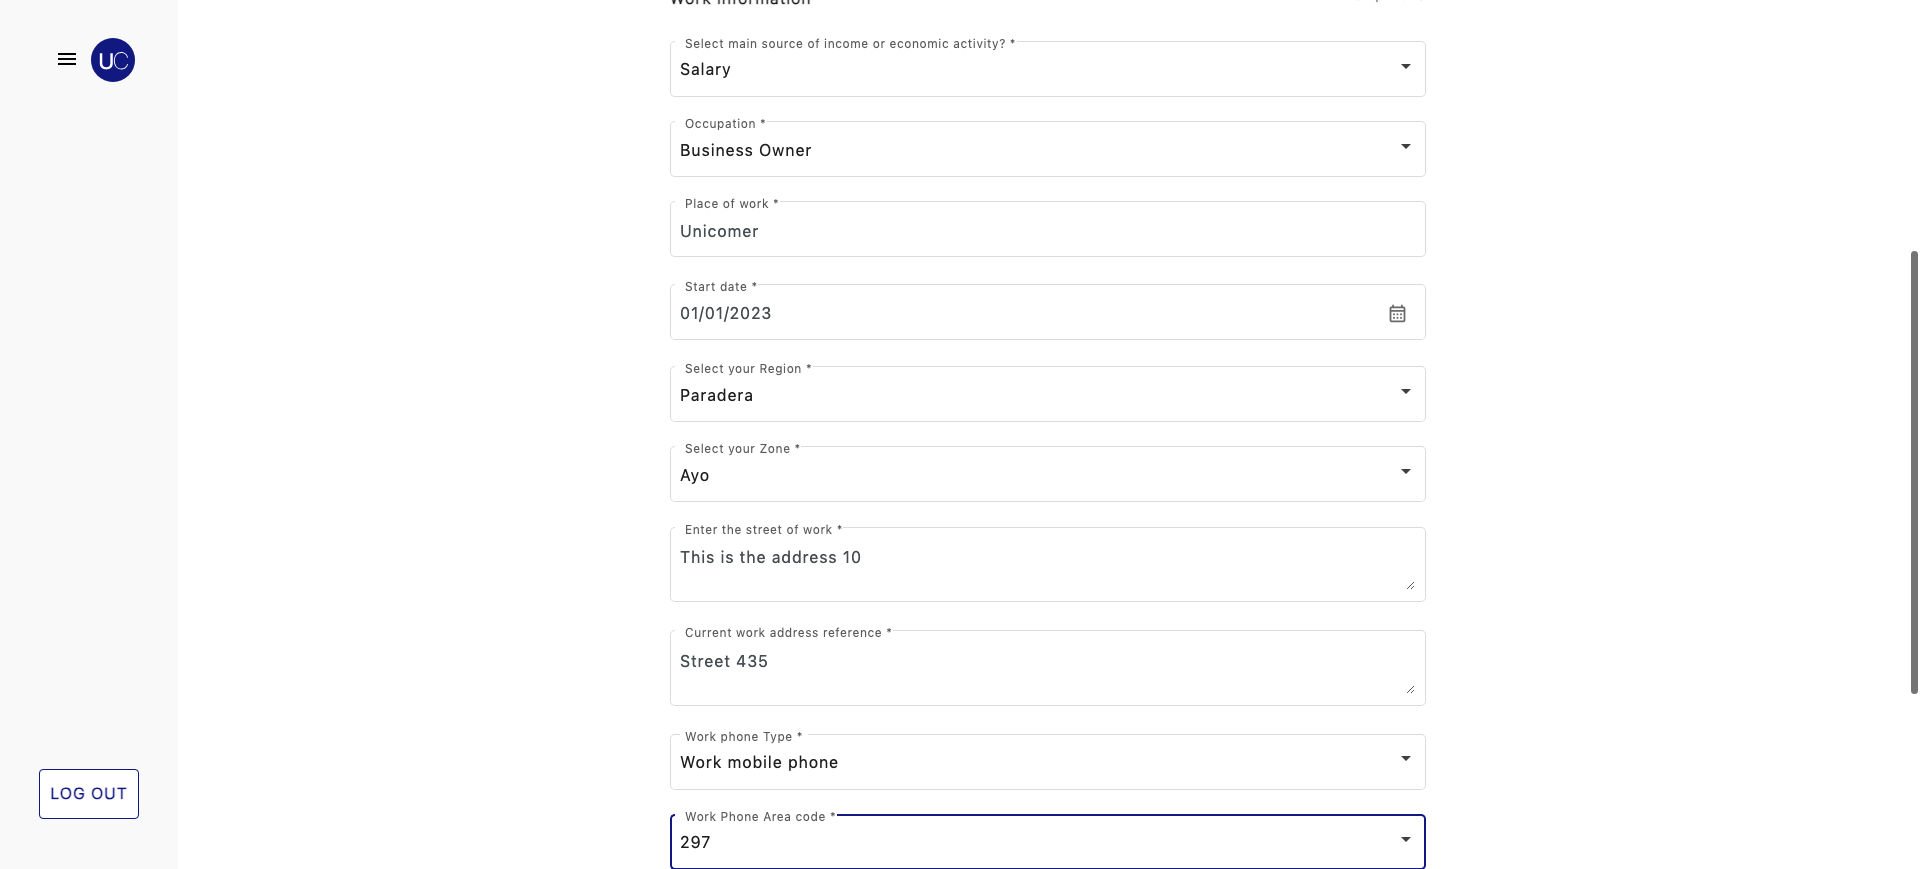 Work information
Select main source of income or economic activity? *
Salary
Occupation *
Business Owner
Place of work *
Unicomer
Start date *
01/01/2023
Select your Region *
Paradera
Select your Zone *
Ayo
Enter the street of work *
This is the address 10
Current work address reference *
Street 435
Work phone Type *
Work mobile phone
Work Phone Area code *
297
UC
LOG OUT